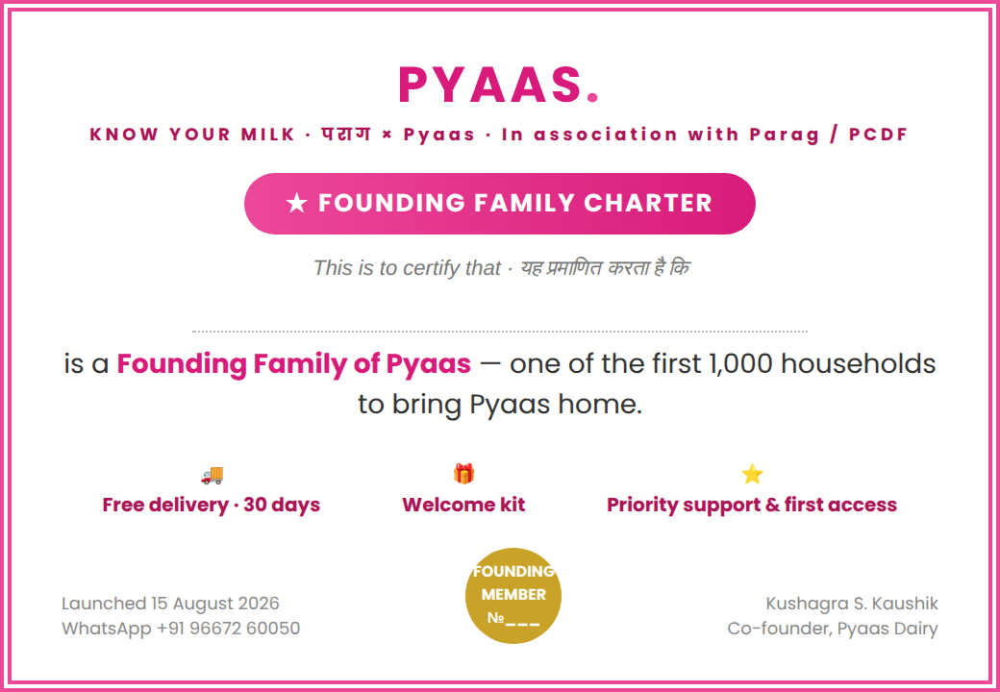 PYAAS.
KNOW YOUR MILK · पराग × Pyaas · In association with Parag / PCDF
★ FOUNDING FAMILY CHARTER
This is to certify that · यह प्रमाणित करता है कि
is a Founding Family of Pyaas — one of the first 1,000 households
to bring Pyaas home.
Free delivery · 30 days
Welcome kit
Priority support & first access
FOUNDING
MEMBER
№___
Launched 15 August 2026
WhatsApp +91 96672 60050
Kushagra S. Kaushik
Co-founder, Pyaas Dairy